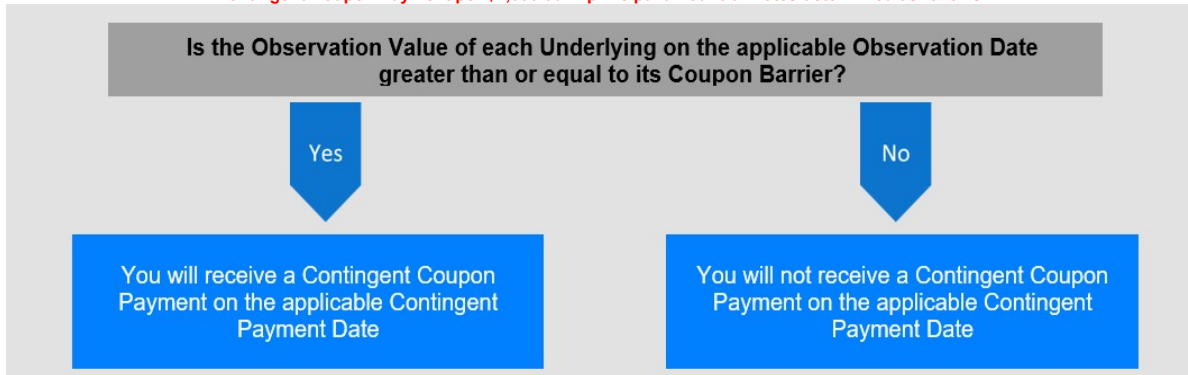 Is the Observation Value of each Underlying on the applicable Observation Date
greater than or equal to its Coupon Barrier?
Yes
No
You will receive a Contingent Coupon
Payment on the applicable Contingent
Payment Date
You will not receive a Contingent Coupon
Payment on the applicable Contingent
Payment Date